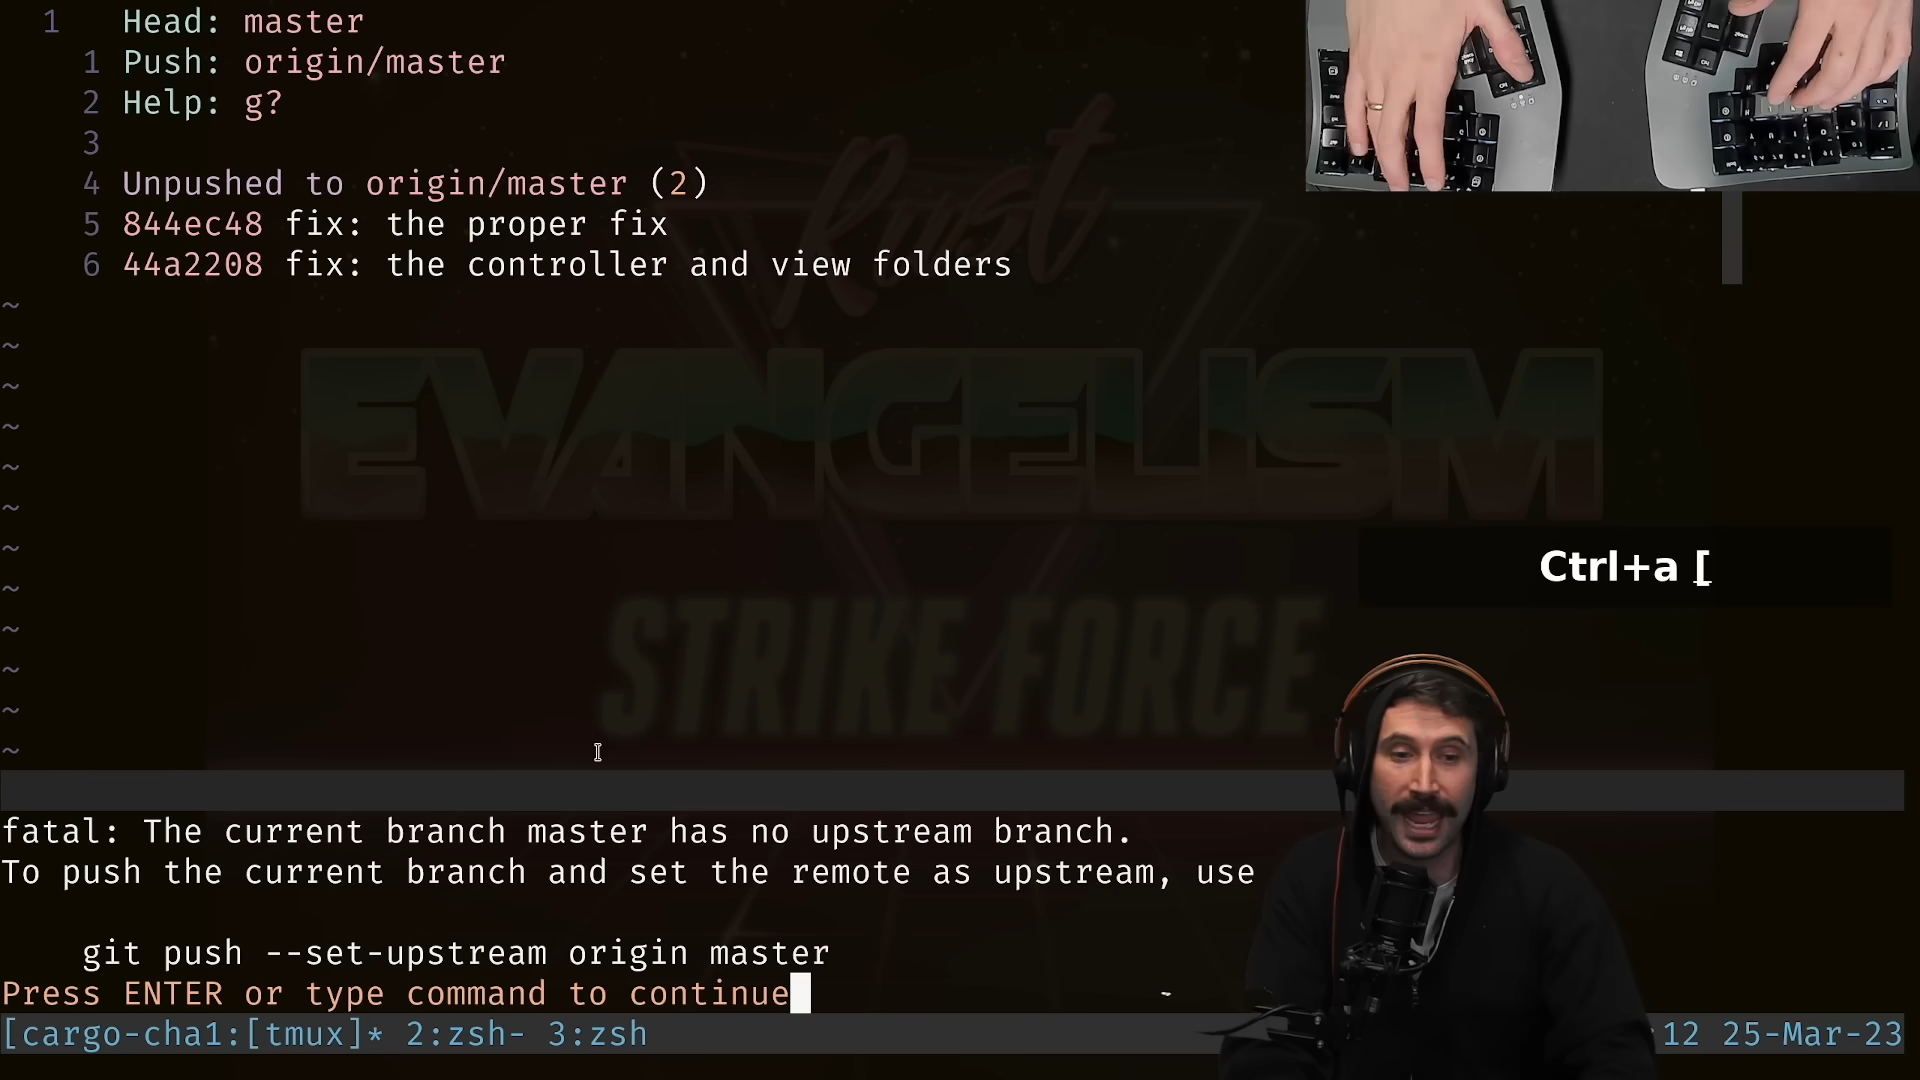 1 Head: master
1 Push: origin/master
2 Help: g?
3
4 Unpushed to origin/master (2)
5 844ec48 fix: the proper fix
6 44a2208 fix: the controller and view folders
~
~
~
~
~
~
~
~
~
~
~
~
Rust
EVANGELISM
STRIKE FORCE
Ctrl+a [
fatal: The current branch master has no upstream branch.
To push the current branch and set the remote as upstream, use
git push --set-upstream origin master
Press ENTER or type command to continue
[cargo-cha1:[tmux]* 2:zsh- 3:zsh
12 25-Mar-23